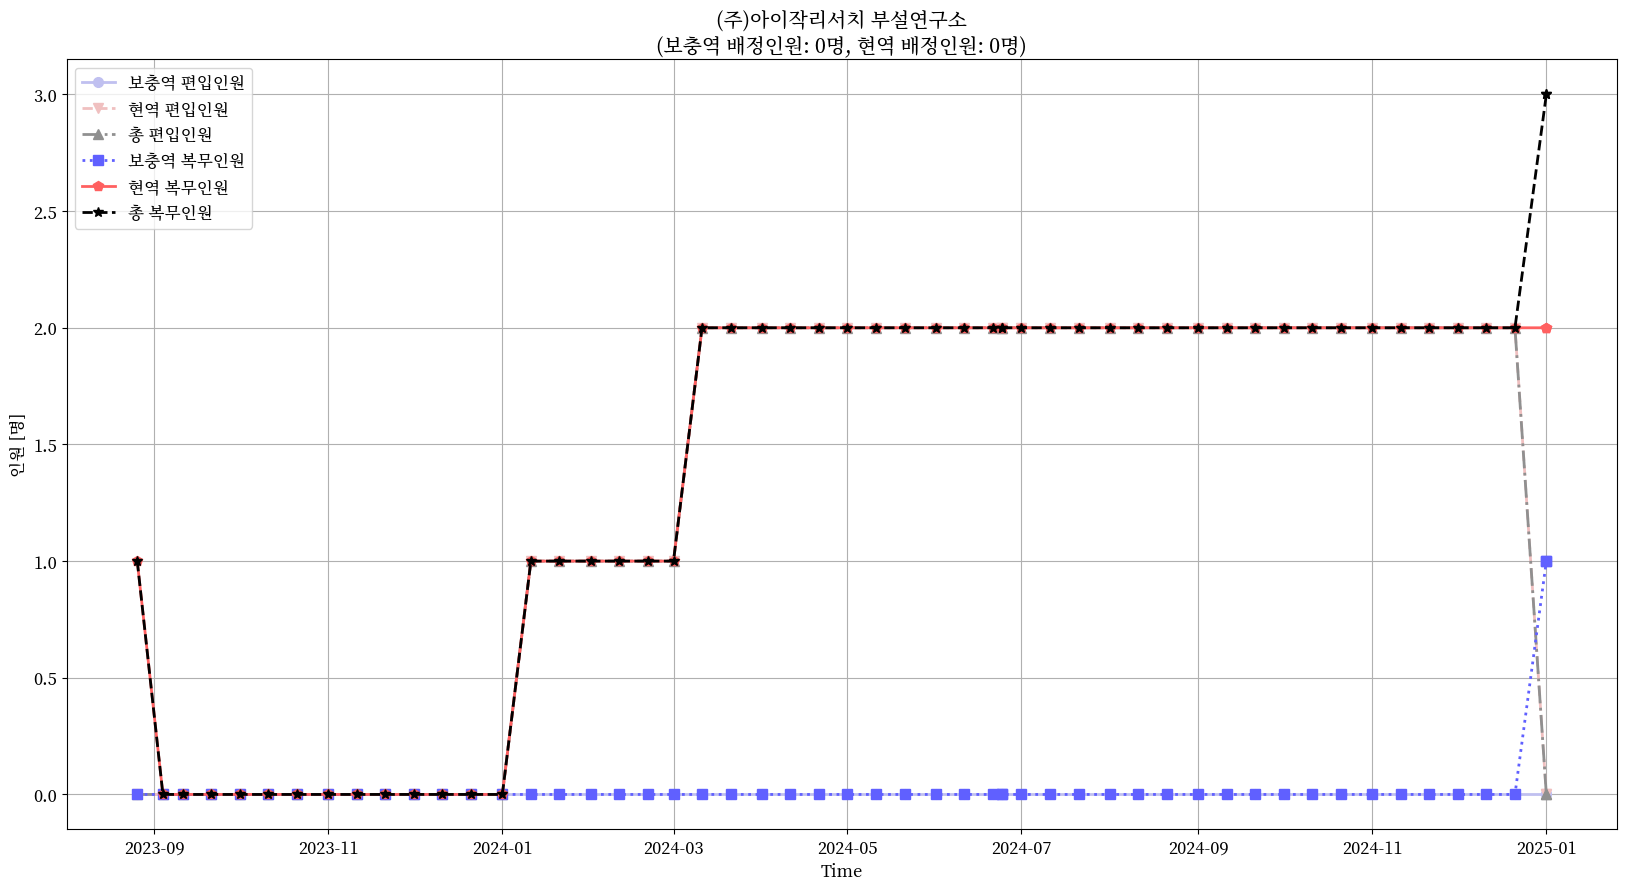 (주)아이작리서치 부설연구소
(보충역 배정인원: 0명, 현역 배정인원: 0명)
보충역 편입인원
현역 편입인원
총 편입인원
보충역 복무인원
현역 복무인원
총 복무인원
3.0
2.5
2.0
1.5
1.0
0.5
0.0
인원 [명]
2023-09
2023-11
2024-01
2024-03
2024-05
2024-07
2024-09
2024-11
2025-01
Time